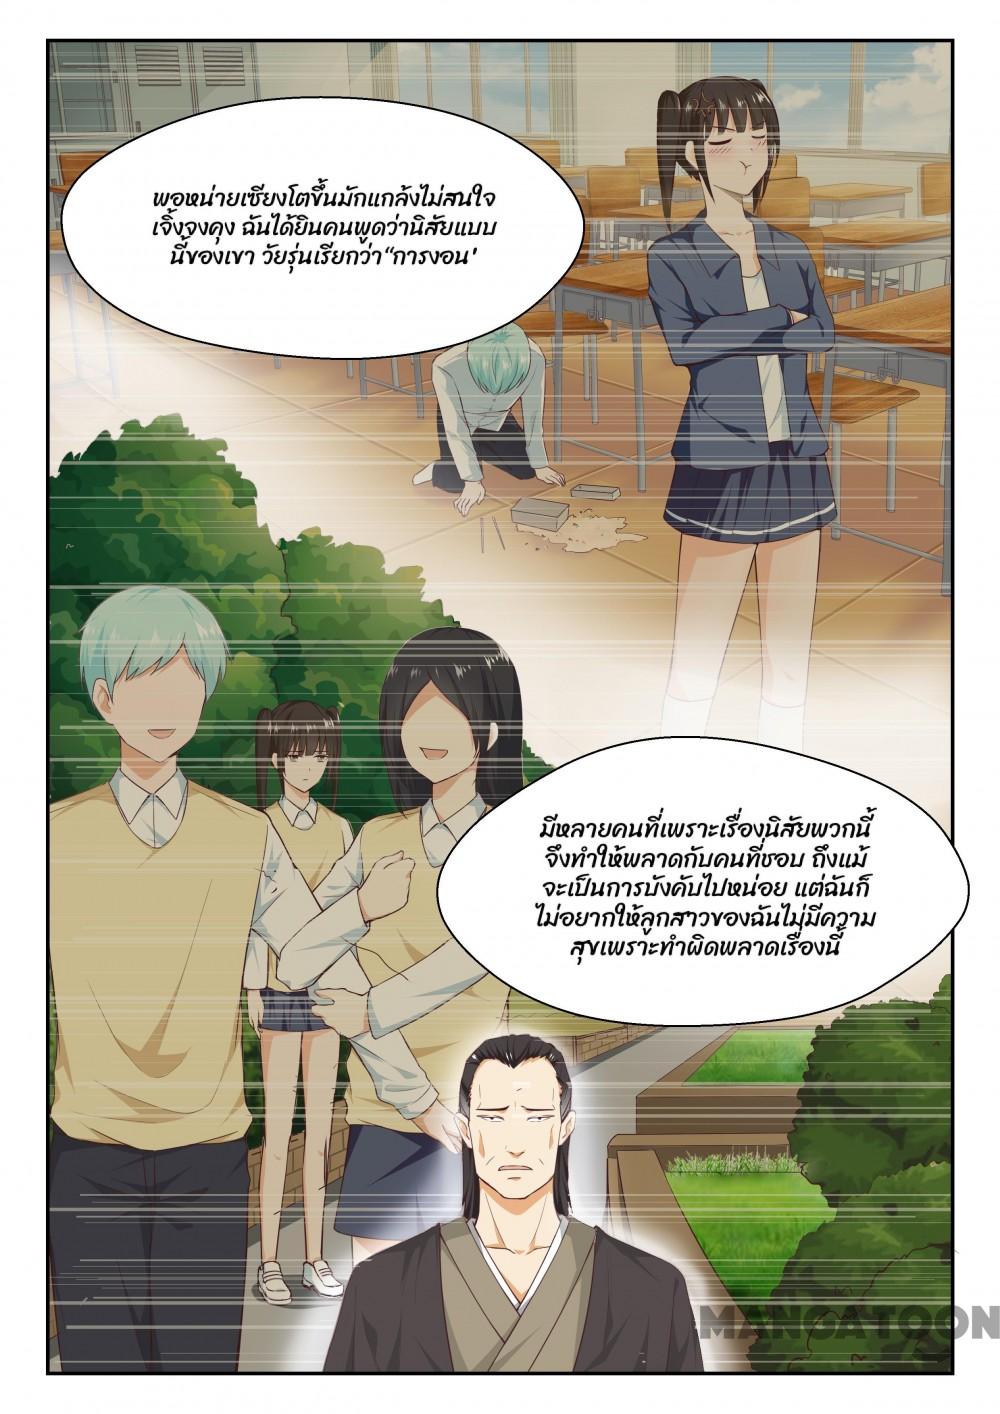 พอหน่ายเซียงโตขึ้นมักแกล้งไม่สนใจ
เจิ้งจงคุง ฉันได้ยินคนพูดว่านิสัยแบบ
นี้ของเขา วัยรุ่นเรียกว่า“การงอน'
มีหลายคนที่เพราะเรื่องนิสัยพวกนี้
จึงทำให้พลาดกับคนที่ชอบ ถึงแม้
จะเป็นการบังคับไปหน่อย แต่ฉันก็
ไม่อยากให้ลูกสาวของฉันไม่มีความ
สุขเพราะทำผิดพลาดเรื่องนี้
MANGATOON